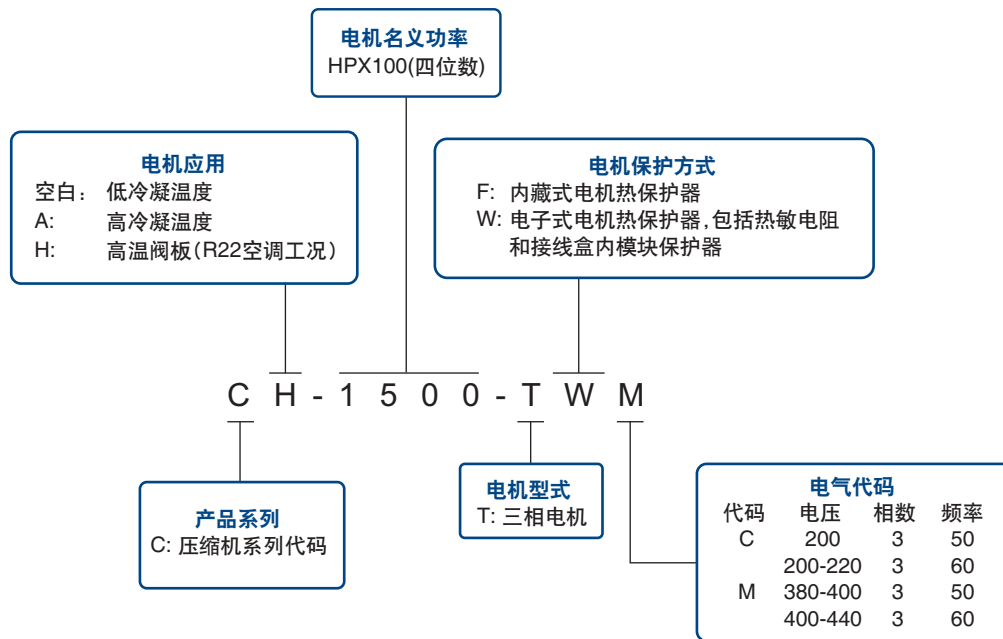 电机名义功率
HPX100(四位数)
电机应用
空白: 低冷凝温度
A: 高冷凝温度
H: 高温阀板(R22空调工况)
电机保护方式
F: 内藏式电机热保护器
W: 电子式电机热保护器,包括热敏电阻
和接线盒内模块保护器
C H - 1 5 0 0 - T W M
产品系列
C: 压缩机系列代码
电机型式
T: 三相电机
电气代码
代码 电压 相数 频率
C 200 3 50
200-220 3 60
M 380-400 3 50
400-440 3 60